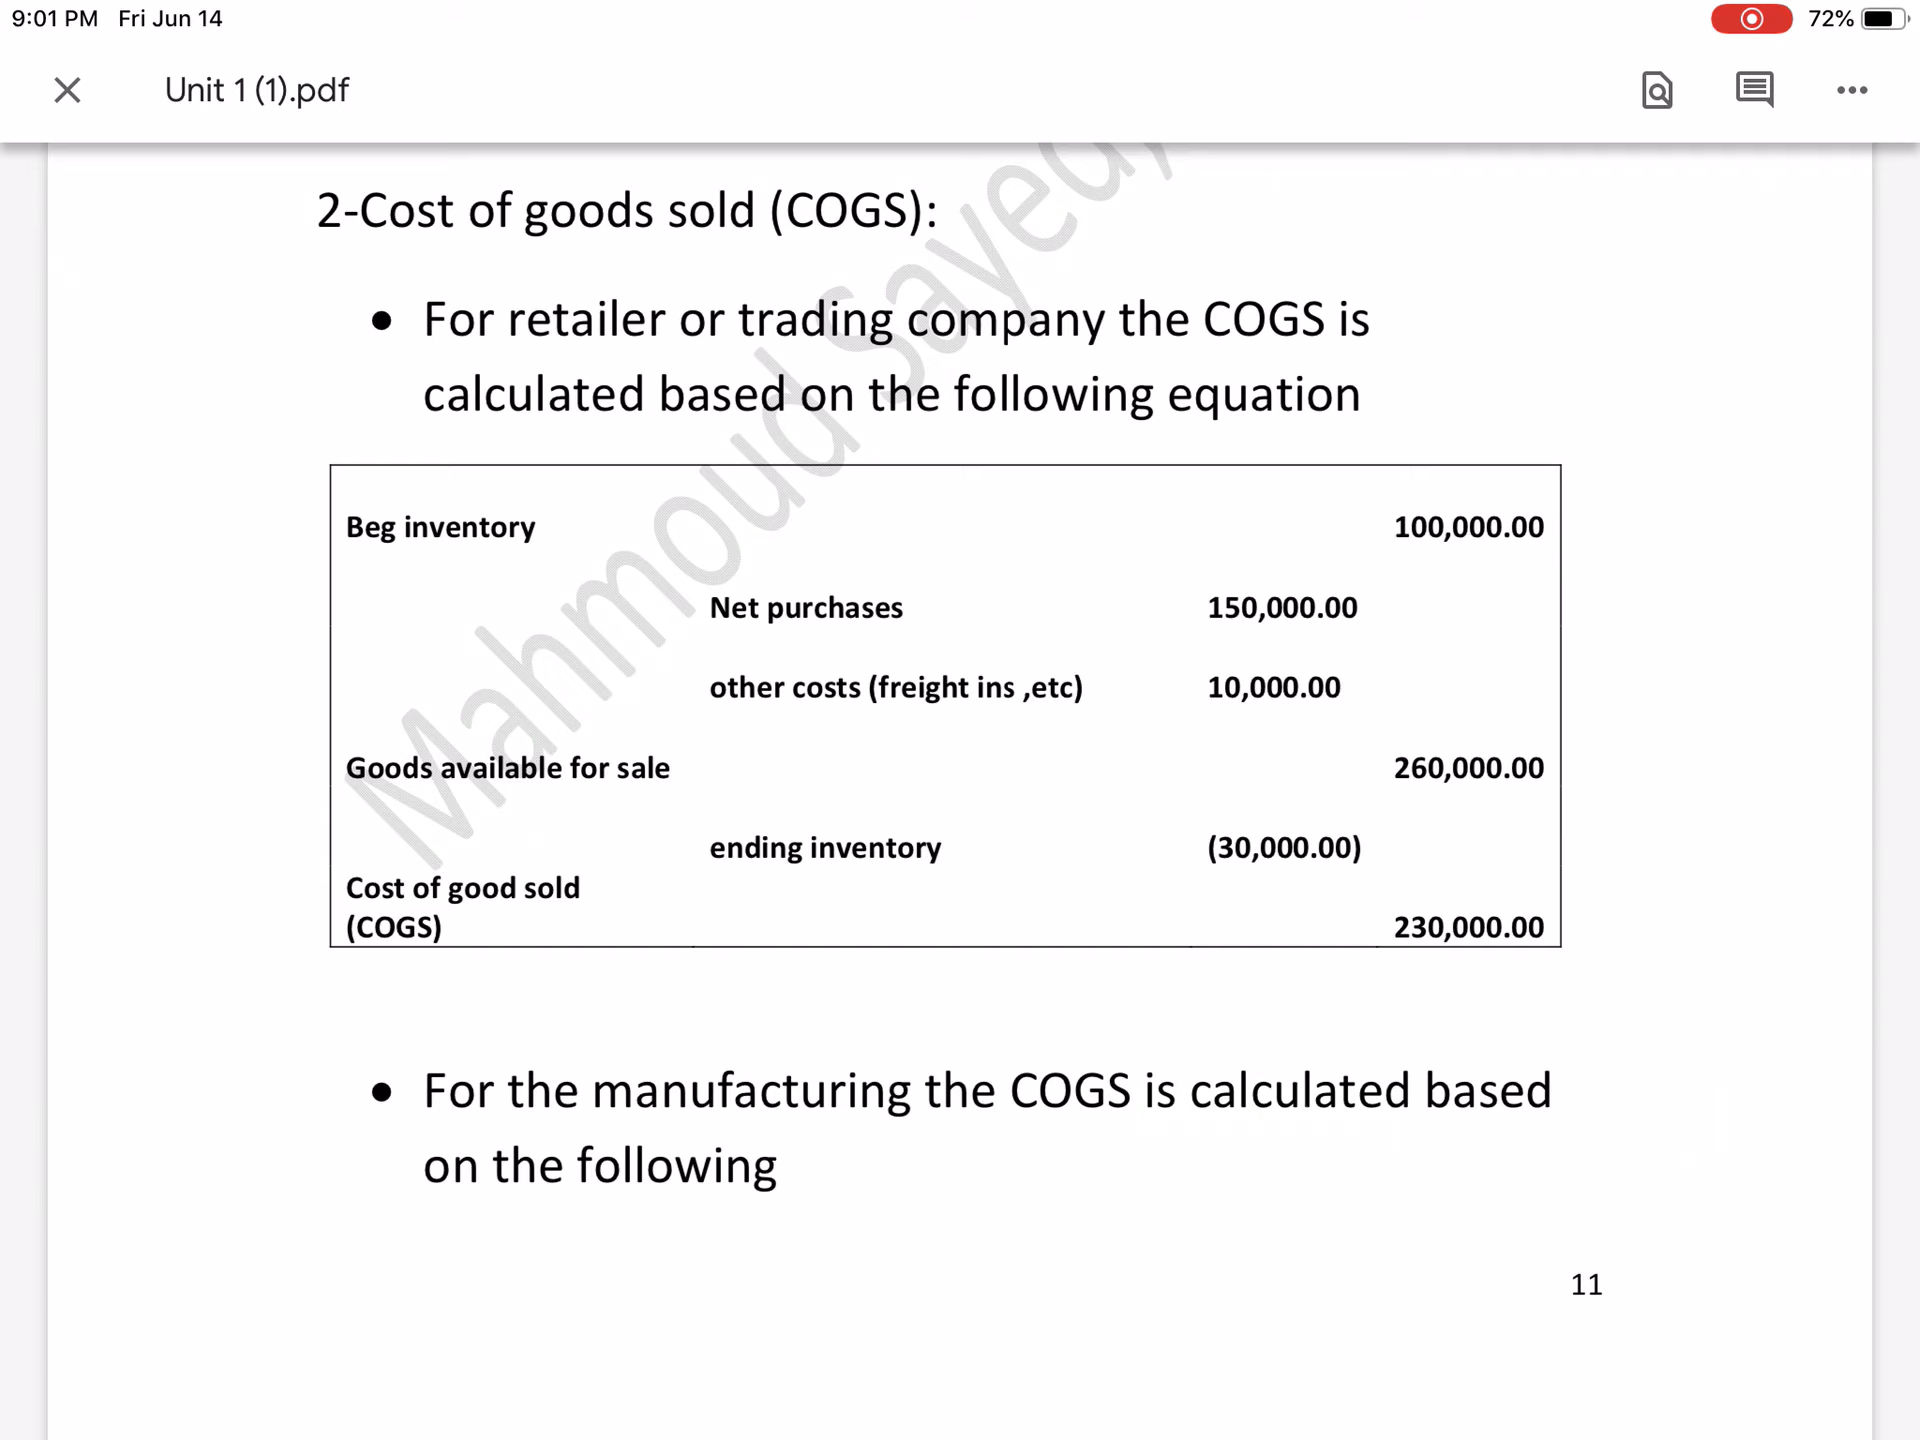 9:01 PM Fri Jun 14
72%
Unit 1 (1).pdf
2-Cost of goods sold (COGS):
• For retailer or trading company the COGS is
calculated based on the following equation
Beg inventory 100,000.00
Net purchases 150,000.00
other costs (freight ins ,etc) 10,000.00
Goods available for sale 260,000.00
ending inventory (30,000.00)
Cost of good sold
(COGS) 230,000.00
Mahmoud Sayed,
• For the manufacturing the COGS is calculated based
on the following
11